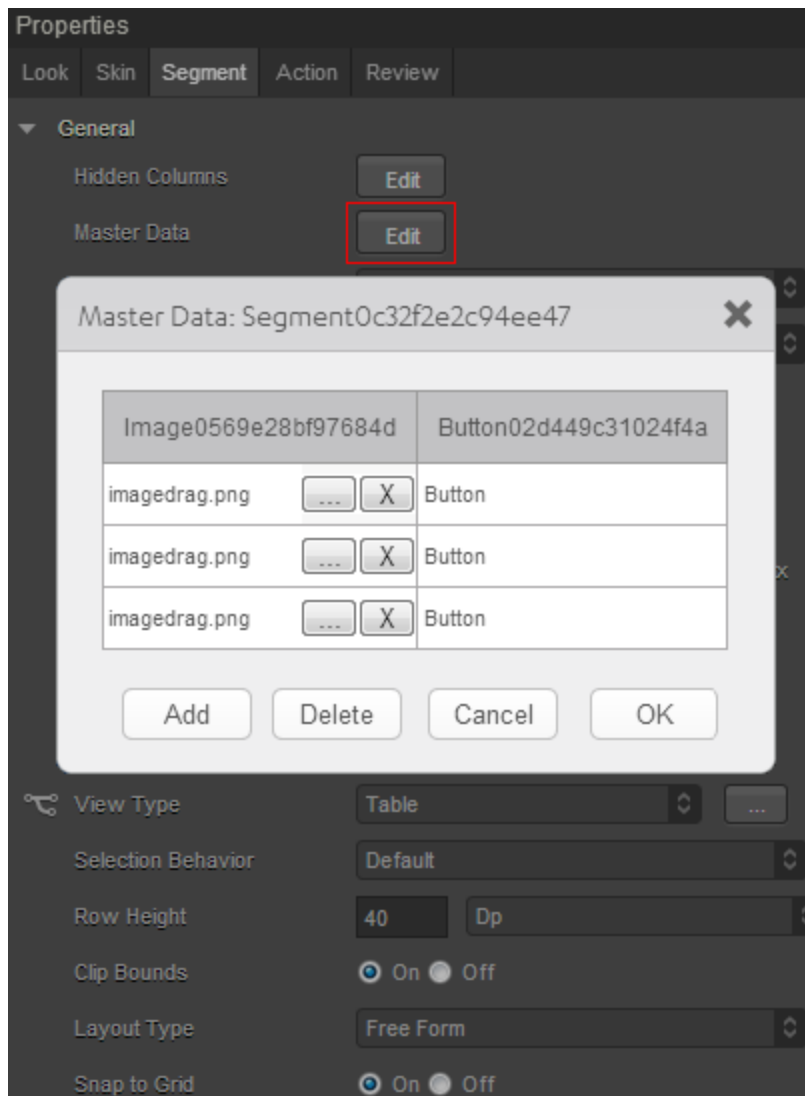 Properties
Look Skin Segment Action Review
General
Hidden Columns Edit
Master Data Edit
Master Data: Segment0c32f2e2c94ee47
Image0569e28bf97684d Button02d449c31024f4a
imagedrag.png ... X Button
imagedrag.png ... X Button
imagedrag.png ... X Button
x
Add Delete Cancel OK
View Type Table ...
Selection Behavior Default
Row Height 40 Dp
Clip Bounds On Off
Layout Type Free Form
Snap to Grid On Off